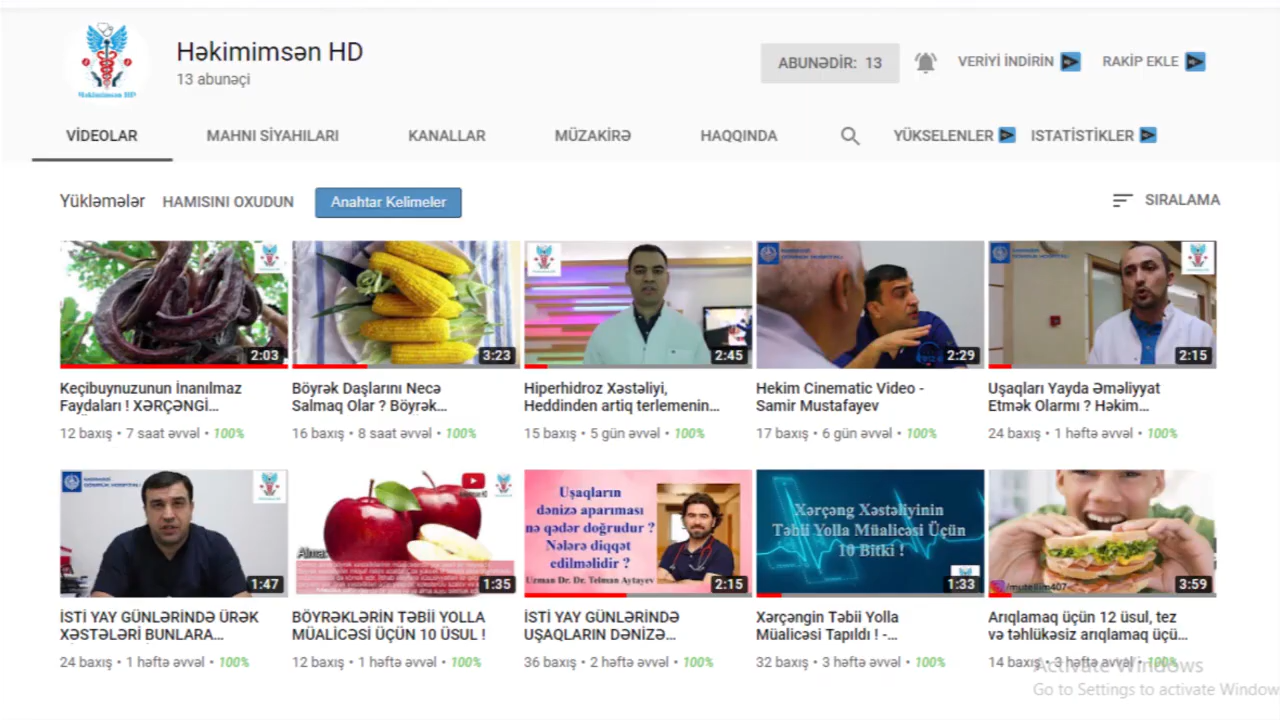 Həkimimsən HD
13 abunəçi
ABUNƏDİR: 13
VERİYİ İNDİRİN
RAKİP EKLE
VİDEOLAR
MAHNI SİYAHILARI
KANALLAR
MÜZAKİRƏ
HAQQINDA
YÜKSELENLER
ISTATİSTİKLER
Yükləmələr
HAMISINI OXUDUN
Anahtar Kelimeler
SIRALAMA
2:03
3:23
2:45
2:29
2:15
Keçibuynuzunun İnanılmaz
Faydaları ! XƏRÇƏNGİ...
12 baxış • 7 saat əvvəl • 100%
Böyrək Daşlarını Necə
Salmaq Olar ? Böyrək...
16 baxış • 8 saat əvvəl • 100%
Hiperhidroz Xəstəliyi,
Heddinden artiq terlemenin...
15 baxış • 5 gün əvvəl • 100%
Hekim Cinematic Video -
Samir Mustafayev
17 baxış • 6 gün əvvəl • 100%
Uşaqları Yayda Əməliyyat
Etmək Olarmı ? Həkim...
24 baxış • 1 həftə əvvəl • 100%
1:47
Almaz
1:35
Uşaqların
dənizə aparıması
nə qədər doğrudur ?
Nələrə diqqət
edilməlidir ?
Uzman Dr. Dr. Telman Aytayev
2:15
Xərçəng Xəstəliyinin
Təbii Yolla Müalicəsi Üçün
10 Bitki !
1:33
3:59
İSTİ YAY GÜNLƏRİNDƏ ÜRƏK
XƏSTƏLƏRİ BUNLARA...
24 baxış • 1 həftə əvvəl • 100%
BÖYRƏKLƏRİN TƏBII YOLLA
MÜALİCƏSİ ÜÇÜN 10 ÜSUL !
12 baxış • 1 həftə əvvəl • 100%
İSTİ YAY GÜNLƏRİNDƏ
UŞAQLARIN DƏNİZƏ...
36 baxış • 2 həftə əvvəl • 100%
Xərçəngin Təbii Yolla
Müalicəsi Tapıldı ! -...
32 baxış • 3 həftə əvvəl • 100%
Arıqlamaq üçün 12 üsul, tez
və təhlükəsiz arıqlamaq üçü...
14 baxış • 3 həftə əvvəl • 100%
Activate Windows
Go to Settings to activate Window